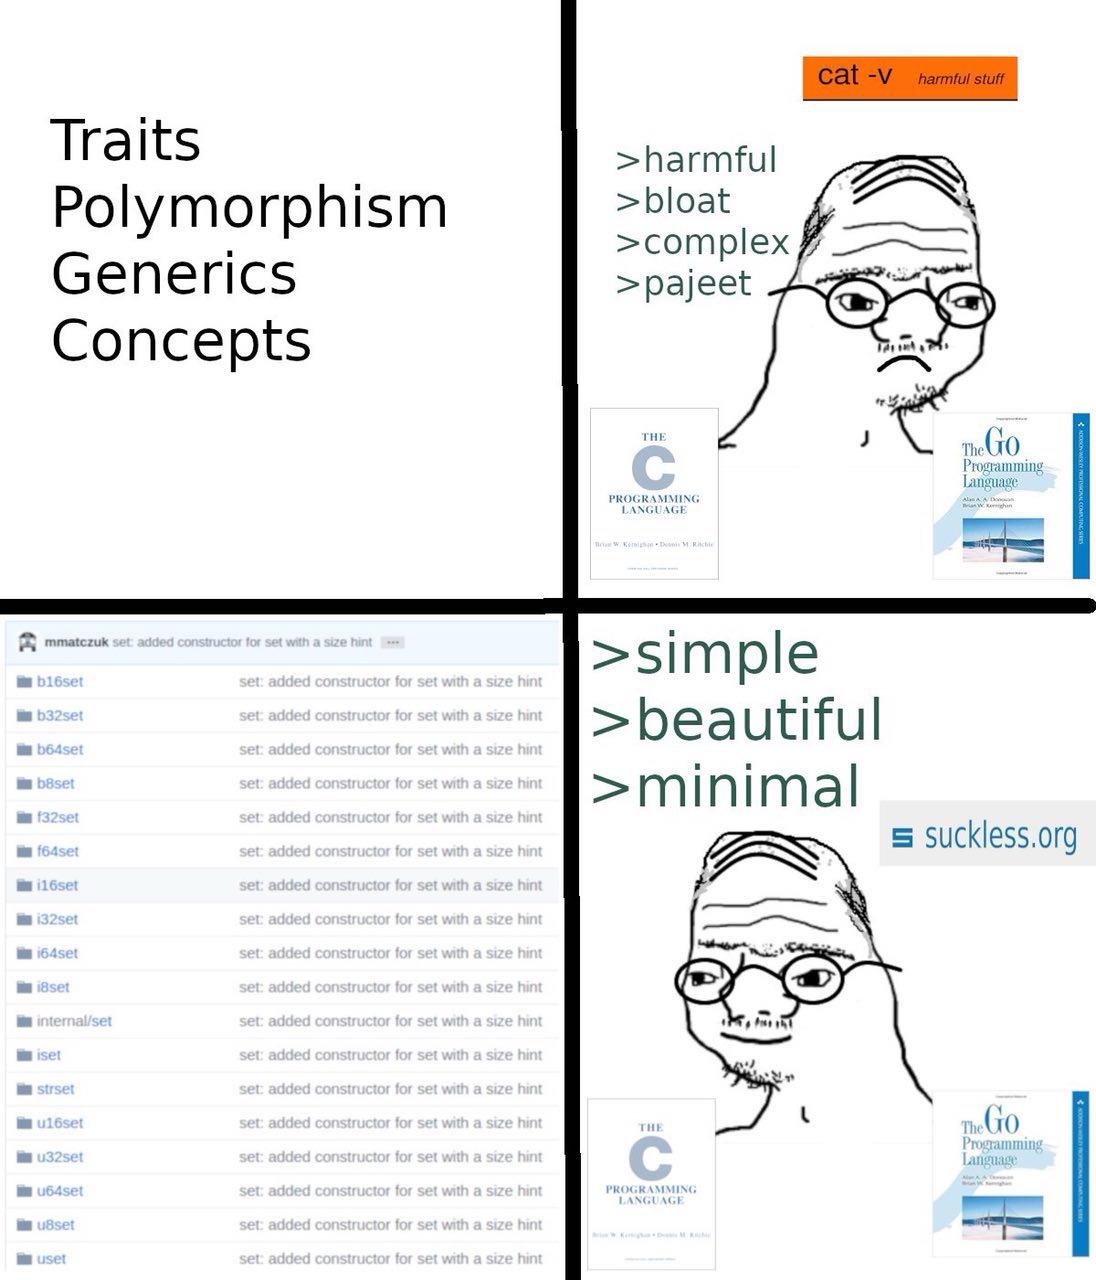 Traits
Polymorphism
Generics
Concepts
cat -v harmful stuff
>harmful
>bloat
>complex
>pajeet
THE
C
PROGRAMMING
LANGUAGE
Brian W. Kernighan • Dennis M. Ritchie
The Go
Programming
Language
Alan A. A. Donovan
Brian W. Kernighan
ADDISON-WESLEY PROFESSIONAL COMPUTING SERIES
mmatczuk set: added constructor for set with a size hint ...
b16set set: added constructor for set with a size hint
b32set set: added constructor for set with a size hint
b64set set: added constructor for set with a size hint
b8set set: added constructor for set with a size hint
f32set set: added constructor for set with a size hint
f64set set: added constructor for set with a size hint
i16set set: added constructor for set with a size hint
i32set set: added constructor for set with a size hint
i64set set: added constructor for set with a size hint
i8set set: added constructor for set with a size hint
internal/set set: added constructor for set with a size hint
iset set: added constructor for set with a size hint
strset set: added constructor for set with a size hint
u16set set: added constructor for set with a size hint
u32set set: added constructor for set with a size hint
u64set set: added constructor for set with a size hint
u8set set: added constructor for set with a size hint
uset set: added constructor for set with a size hint
>simple
>beautiful
>minimal
suckless.org
THE
C
PROGRAMMING
LANGUAGE
Brian W. Kernighan • Dennis M. Ritchie
The Go
Programming
Language
Alan A. A. Donovan
Brian W. Kernighan
ADDISON-WESLEY PROFESSIONAL COMPUTING SERIES